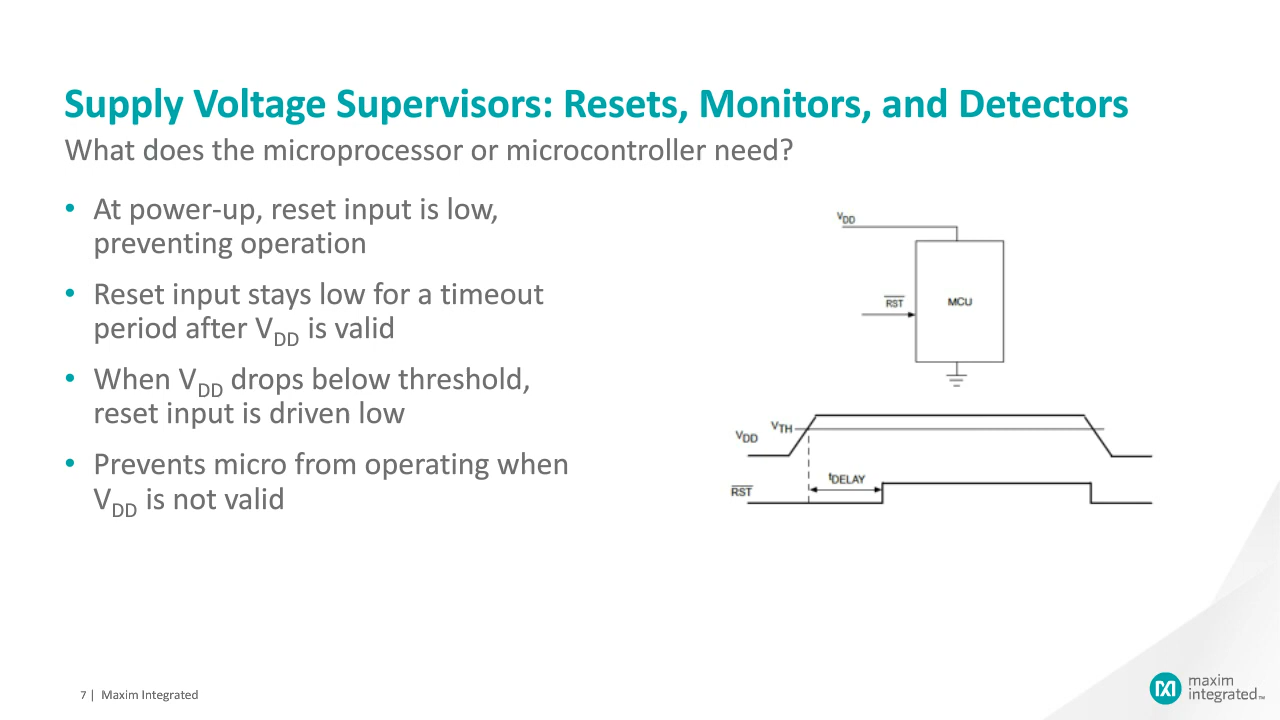 Supply Voltage Supervisors: Resets, Monitors, and Detectors
What does the microprocessor or microcontroller need?
• At power-up, reset input is low,
preventing operation
• Reset input stays low for a timeout
period after VDD is valid
• When VDD drops below threshold,
reset input is driven low
• Prevents micro from operating when
VDD is not valid
VDD
RST
MCU
VTH
VDD
tDELAY
RST
7 | Maxim Integrated
maxim
integrated™